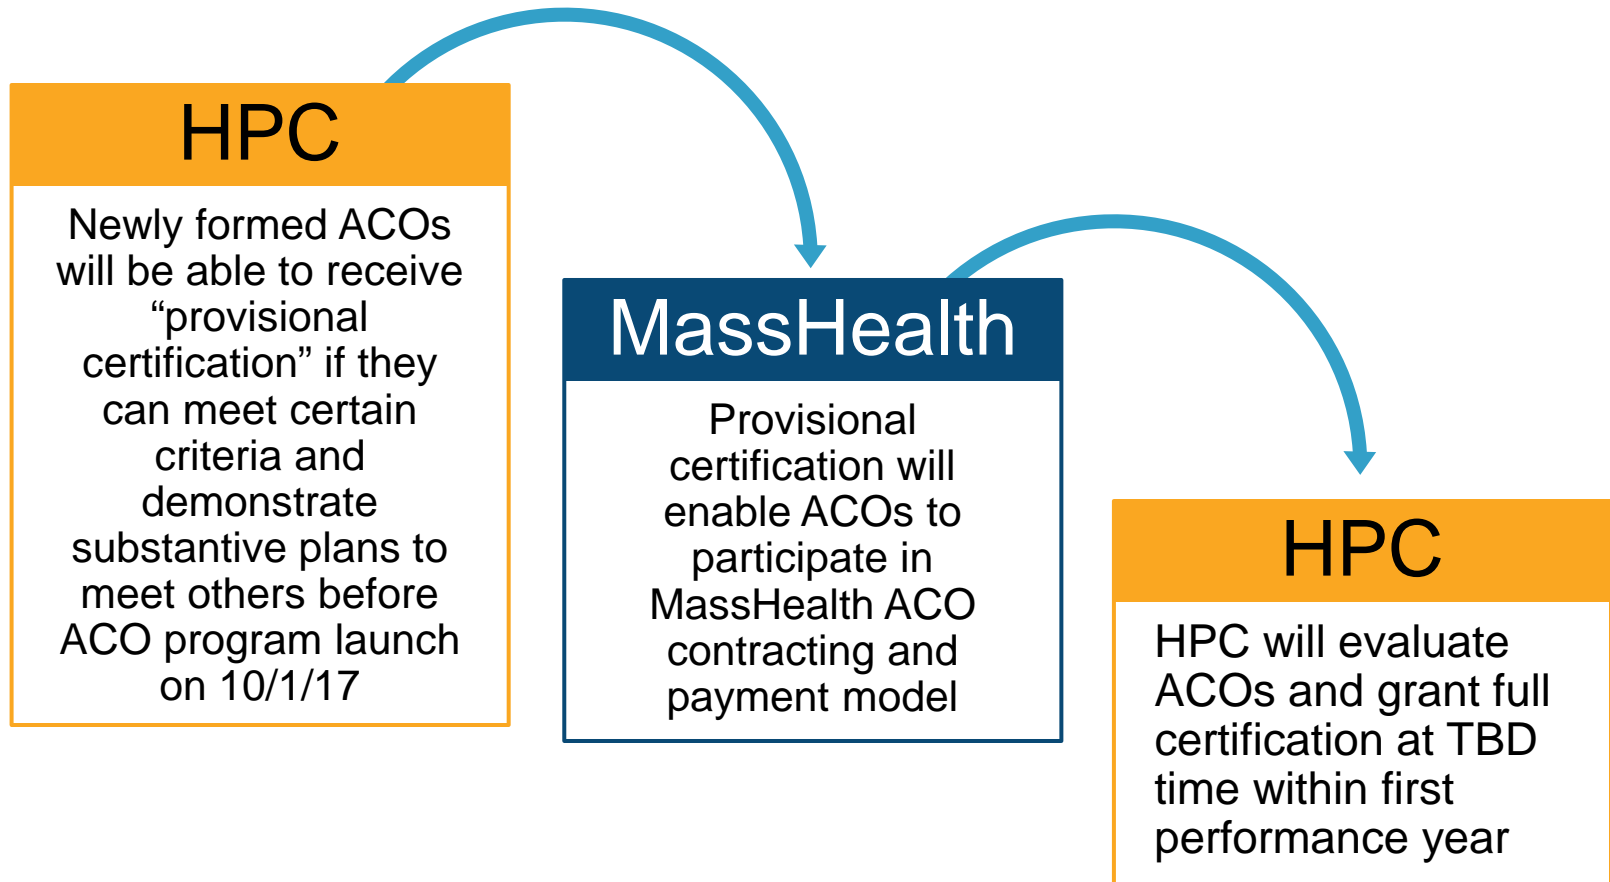 HPC
Newly formed ACOs
will be able to receive
“provisional
certification” if they
can meet certain
criteria and
demonstrate
substantive plans to
meet others before
ACO program launch
on 10/1/17
MassHealth
Provisional
certification will
enable ACOs to
participate in
MassHealth ACO
contracting and
payment model
HPC
HPC will evaluate
ACOs and grant full
certification at TBD
time within first
performance year